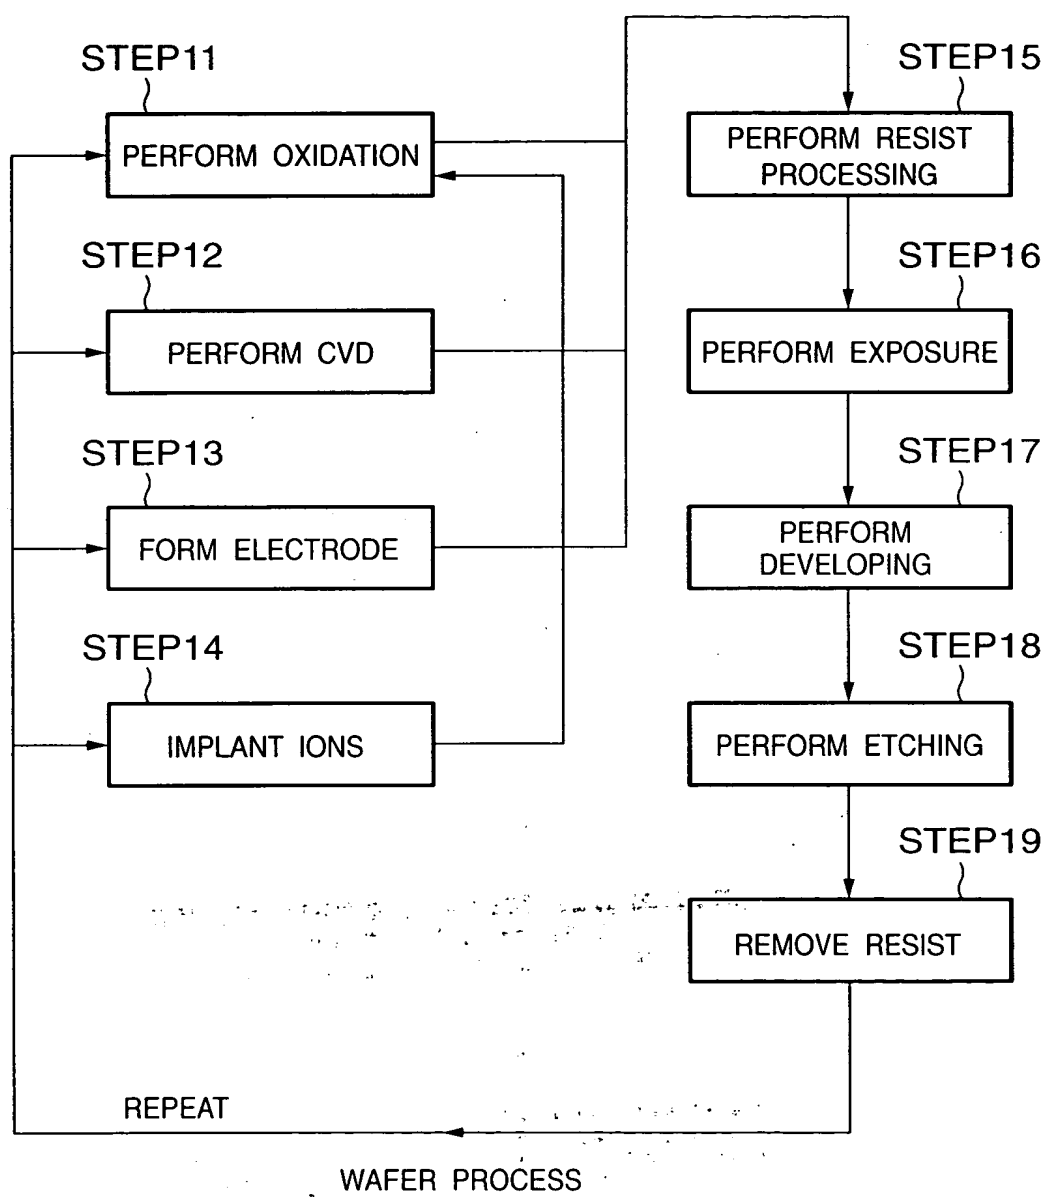 STEP11
PERFORM OXIDATION
STEP12
PERFORM CVD
STEP13
FORM ELECTRODE
STEP14
IMPLANT IONS
STEP15
PERFORM RESIST
PROCESSING
STEP16
PERFORM EXPOSURE
STEP17
PERFORM
DEVELOPING
STEP18
PERFORM ETCHING
STEP19
REMOVE RESIST
REPEAT
WAFER PROCESS